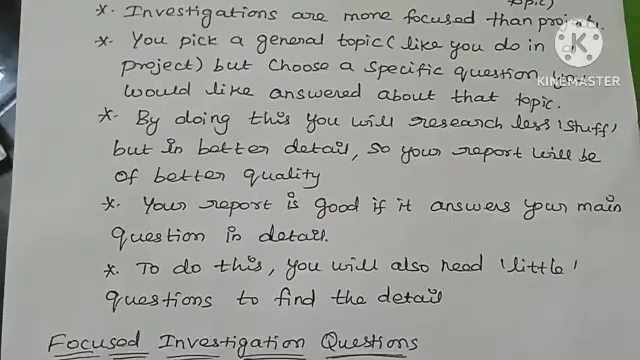 topic)
*. Investigations are more focused than projects.
*. You pick a general topic (like you do in a
project) but choose a specific question you
would like answered about that topic.
KINEMASTER
*. By doing this you will research less 'stuff'
but in better detail, so your report will be
of better quality
*. Your report is good if it answers your main
question in detail.
*. To do this, you will also need 'little'
questions to find the detail
Focused Investigation Questions